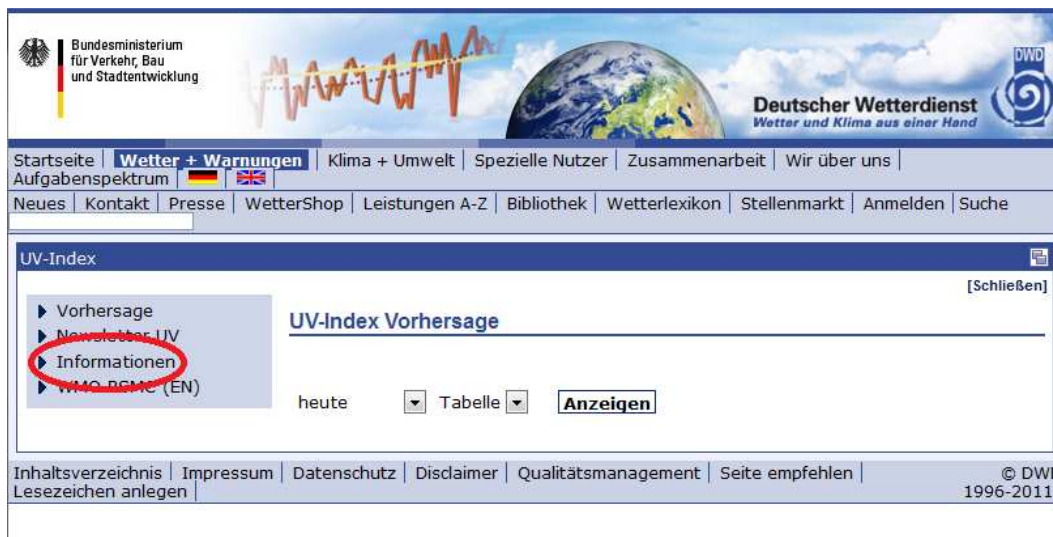 Bundesministerium
für Verkehr, Bau
und Stadtentwicklung
DWD
Deutscher Wetterdienst
Wetter und Klima aus einer Hand
Startseite | Wetter + Warnungen | Klima + Umwelt | Spezielle Nutzer | Zusammenarbeit | Wir über uns |
Aufgabenspektrum | |
Neues | Kontakt | Presse | WetterShop | Leistungen A-Z | Bibliothek | Wetterlexikon | Stellenmarkt | Anmelden | Suche
UV-Index
[Schließen]
Vorhersage
Newsletter UV
Informationen
WMO RSMC (EN)
UV-Index Vorhersage
heute Tabelle Anzeigen
Inhaltsverzeichnis | Impressum | Datenschutz | Disclaimer | Qualitätsmanagement | Seite empfehlen | © DWD
Lesezeichen anlegen | 1996-2011